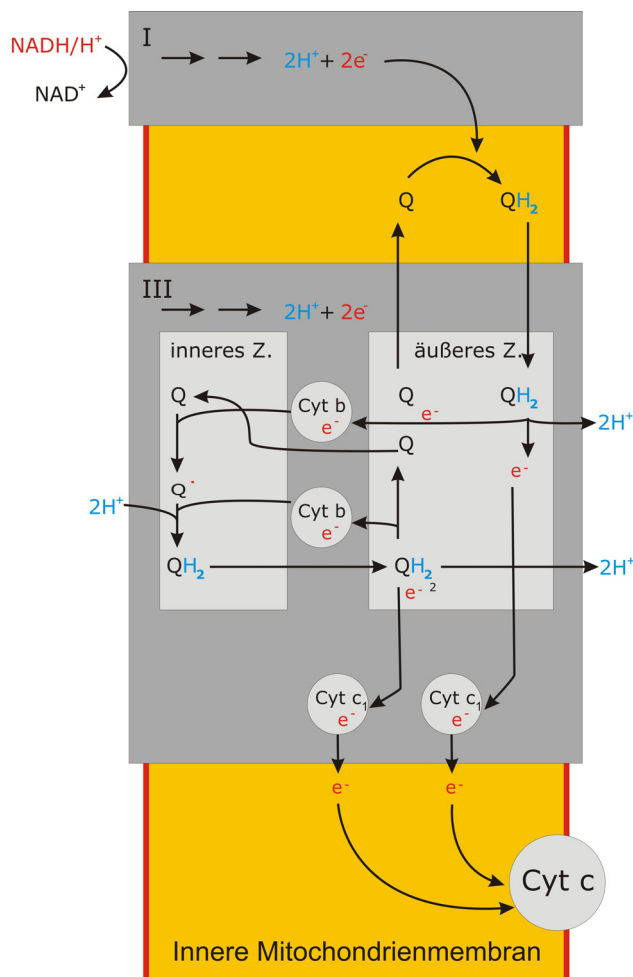 I
NADH/H⁺
2H⁺ + 2e⁻
NAD⁺
Q
QH₂
III
2H⁺ + 2e⁻
inneres Z.
äußeres Z.
Q
Cyt b
e⁻
Q
e⁻
QH₂
2H⁺
Q
e⁻
Q⁻
2H⁺
Cyt b
e⁻
QH₂
QH₂
e⁻ 2
2H⁺
Cyt c₁
e⁻
Cyt c₁
e⁻
e⁻
e⁻
Cyt c
Innere Mitochondrienmembran